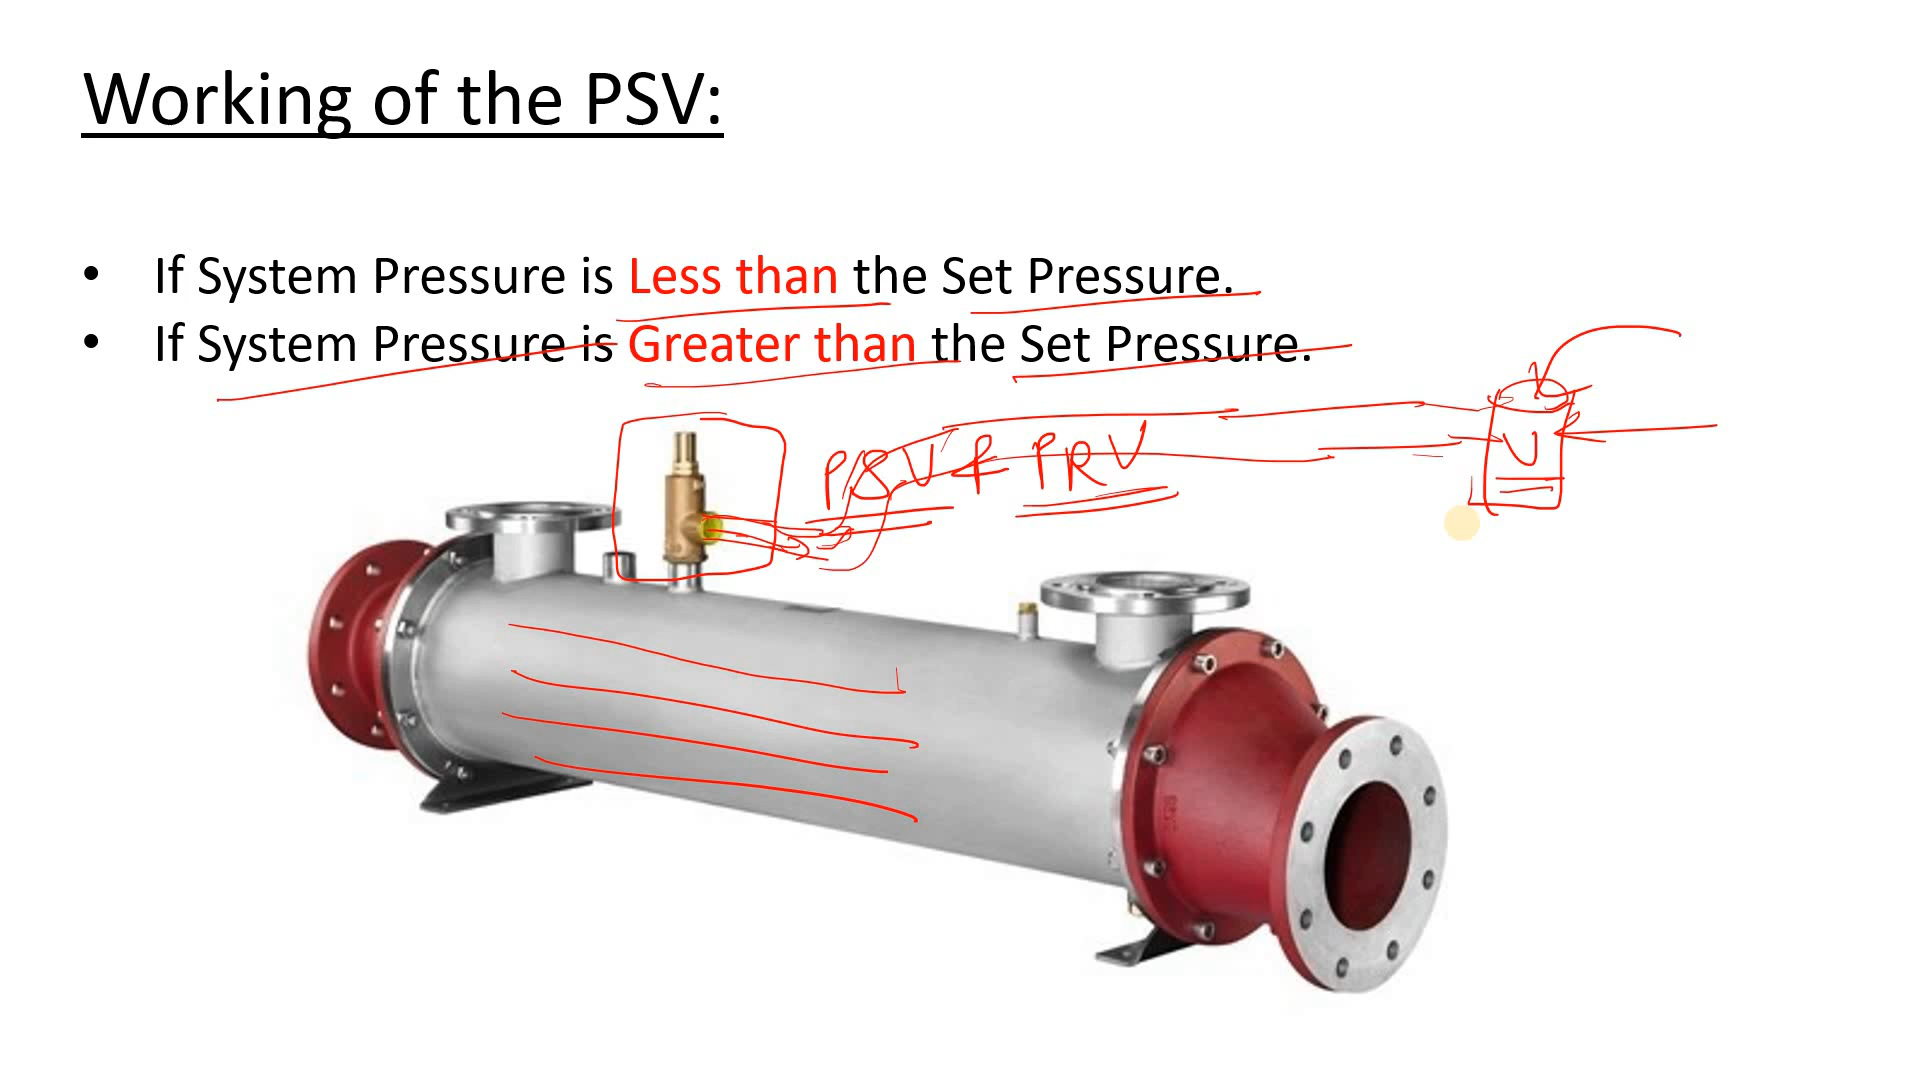 Working of the PSV:
• If System Pressure is Less than the Set Pressure.
• If System Pressure is Greater than the Set Pressure.
PSV & PRV
V